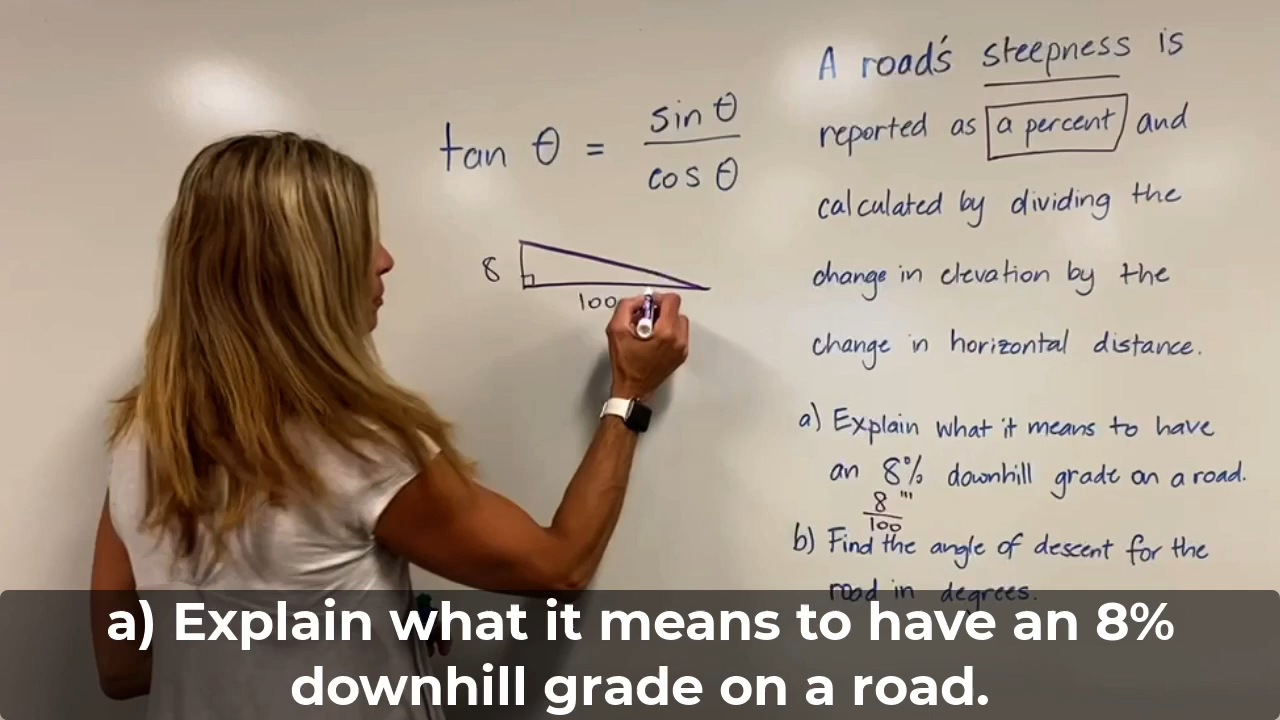 tan θ = sin θ / cos θ
8
100
A road's steepness is
reported as a percent and
calculated by dividing the
change in elevation by the
change in horizontal distance.
a) Explain what it means to have
an 8% downhill grade on a road.
8
100
b) Find the angle of descent for the
road in degrees.
a) Explain what it means to have an 8%
downhill grade on a road.